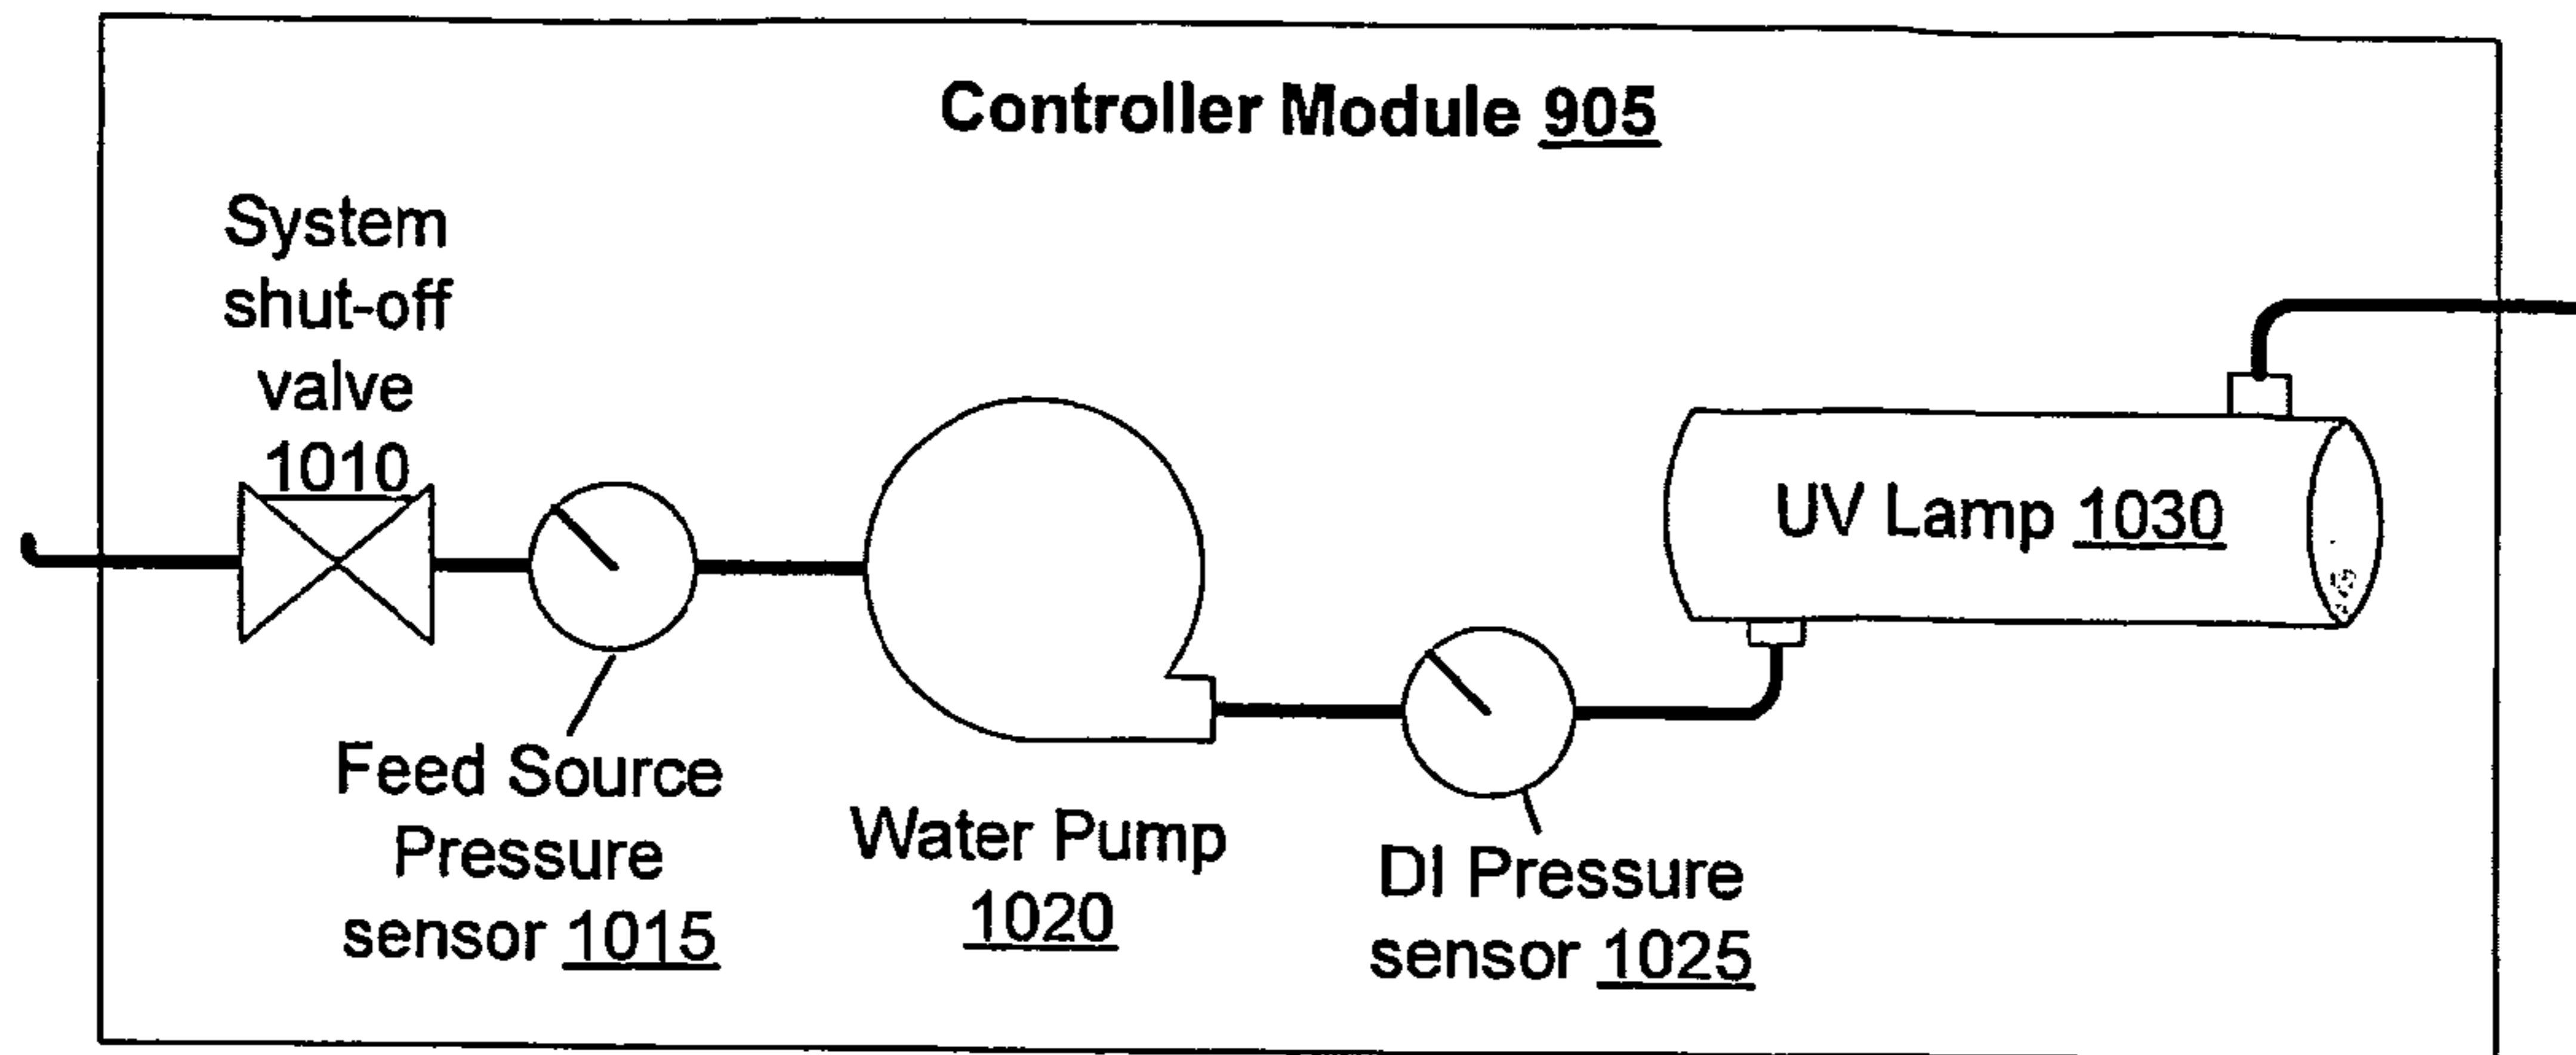 Controller Module 905
System
shut-off
valve
1010
UV Lamp 1030
Feed Source
Pressure
sensor 1015
Water Pump
1020
DI Pressure
sensor 1025